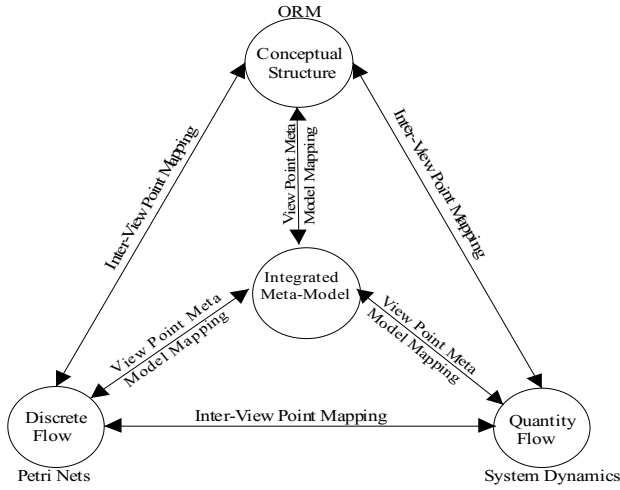 ORM
Conceptual
Structure
Inter-View Point Mapping
View Point Meta
Model Mapping
Inter-View Point Mapping
Integrated
Meta-Model
View Point Meta
Model Mapping
View Point Meta
Model Mapping
Discrete
Flow
Inter-View Point Mapping
Quantity
Flow
Petri Nets
System Dynamics